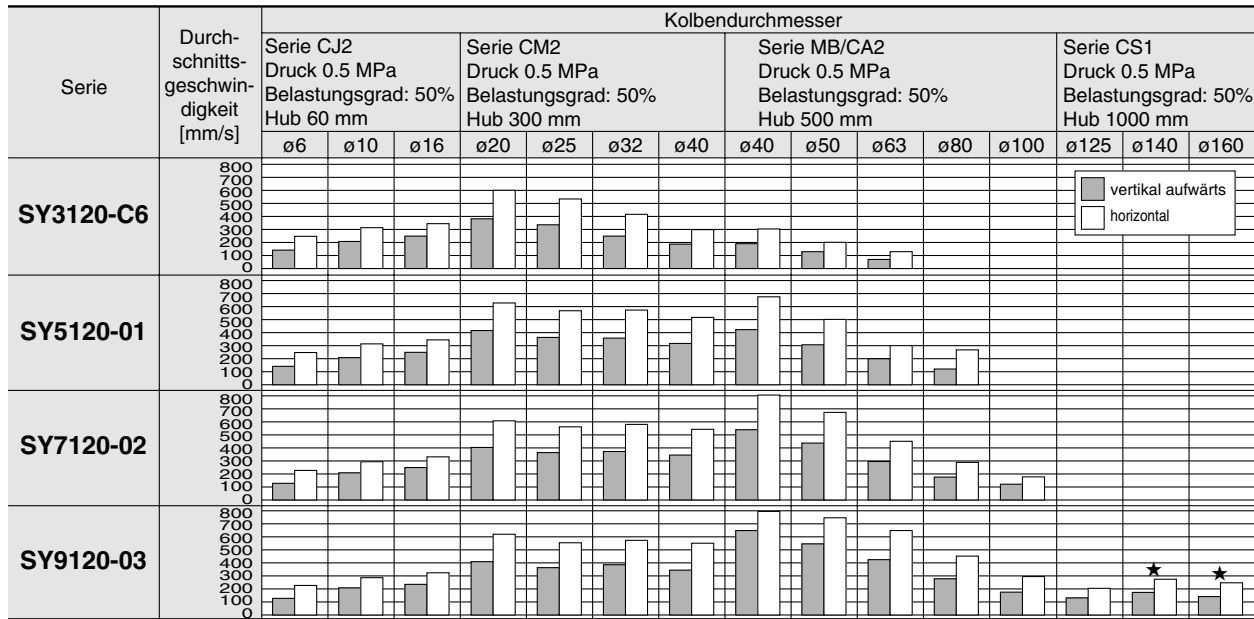 Serie
Durch-
schnitts-
geschwin-
digkeit
[mm/s]
Kolbendurchmesser
Serie CJ2
Druck 0.5 MPa
Belastungsgrad: 50%
Hub 60 mm
Serie CM2
Druck 0.5 MPa
Belastungsgrad: 50%
Hub 300 mm
Serie MB/CA2
Druck 0.5 MPa
Belastungsgrad: 50%
Hub 500 mm
Serie CS1
Druck 0.5 MPa
Belastungsgrad: 50%
Hub 1000 mm
ø6 ø10 ø16 ø20 ø25 ø32 ø40 ø40 ø50 ø63 ø80 ø100 ø125 ø140 ø160
SY3120-C6
800
700
600
500
400
300
200
100
0
vertikal aufwärts
horizontal
SY5120-01
800
700
600
500
400
300
200
100
0
SY7120-02
800
700
600
500
400
300
200
100
0
SY9120-03
800
700
600
500
400
300
200
100
0
★ ★